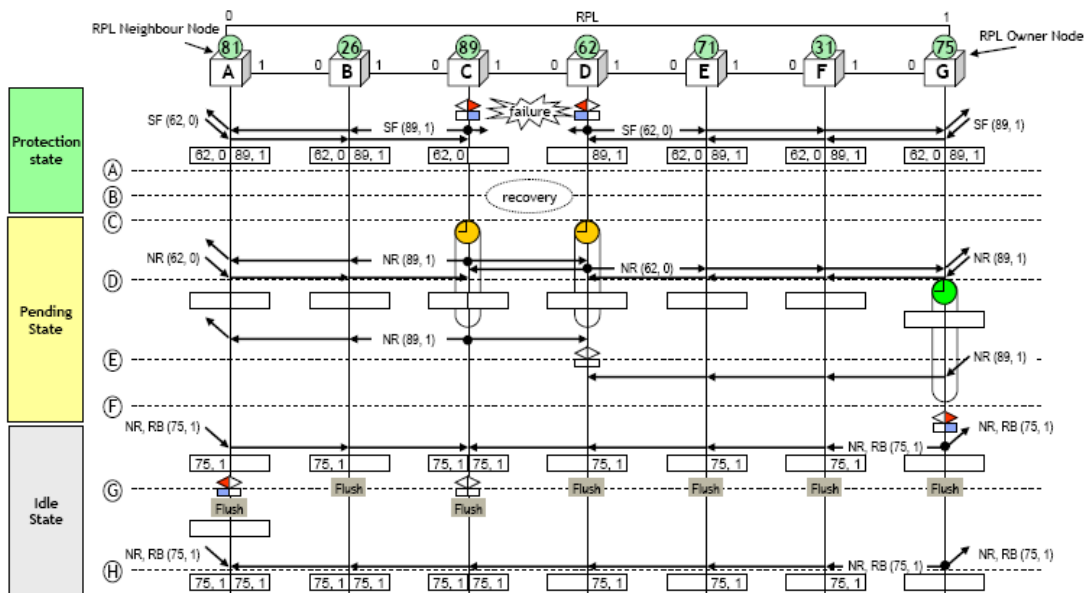 0 RPL 1
RPL Neighbour Node
RPL Owner Node
81 26 89 62 71 31 75
A 1 0 B 1 0 C 1 0 D 1 0 E 1 0 F 1 0 G
Protection state
failure
SF (62, 0) SF (89, 1) SF (62, 0) SF (89, 1)
62, 0 89, 1 62, 0 89, 1 62, 0 89, 1 62, 0 89, 1 62, 0 89, 1 62, 0 89, 1
A
B
recovery
C
NR (62, 0) NR (89, 1) NR (62, 0) NR (89, 1)
D
Pending State
NR (89, 1)
E
NR (89, 1)
F
NR, RB (75, 1) NR, RB (75, 1) NR, RB (75, 1)
75, 1 75, 1 75, 1 75, 1 75, 1 75, 1 75, 1
G
Flush Flush Flush Flush Flush
Flush Flush
Idle State
NR, RB (75, 1) NR, RB (75, 1) NR, RB (75, 1)
H
75, 1 75, 1 75, 1 75, 1 75, 1 75, 1 75, 1 75, 1 75, 1